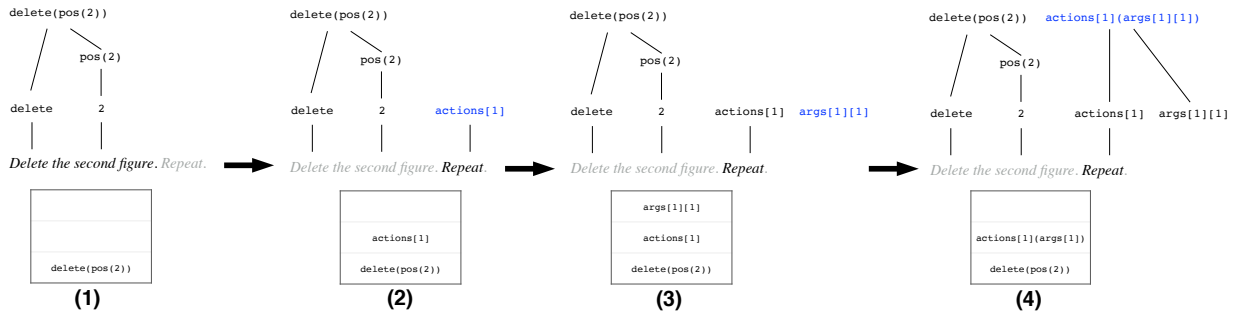 delete(pos(2))
pos(2)
delete 2
Delete the second figure. Repeat.
delete(pos(2))
(1)
delete(pos(2))
pos(2)
delete 2 actions[1]
Delete the second figure. Repeat.
actions[1]
delete(pos(2))
(2)
delete(pos(2))
pos(2)
delete 2 actions[1] args[1][1]
Delete the second figure. Repeat.
args[1][1]
actions[1]
delete(pos(2))
(3)
delete(pos(2)) actions[1](args[1][1])
pos(2)
delete 2 actions[1] args[1][1]
Delete the second figure. Repeat.
actions[1](args[1])
delete(pos(2))
(4)